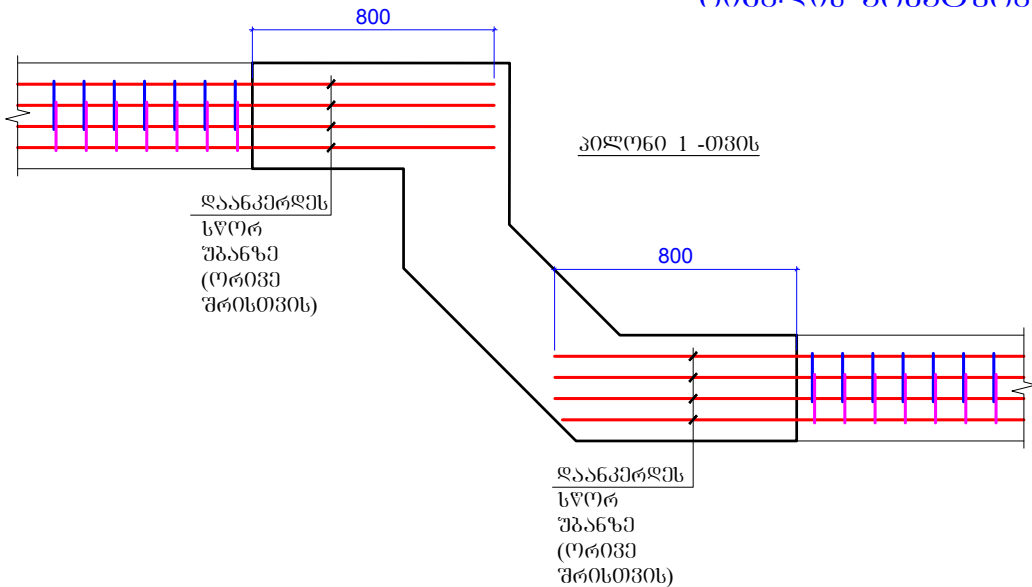 800
პილონი 1 -თვის
დაანკერდეს
სწორ
უბანზე
(ორივე
შრისთვის)
800
დაანკერდეს
სწორ
უბანზე
(ორივე
შრისთვის)